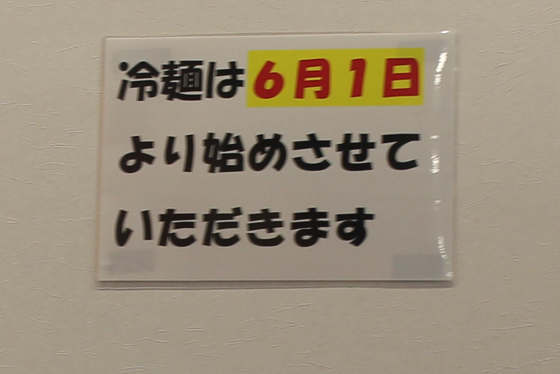 冷麺は6月1日
より始めさせて
いただきます